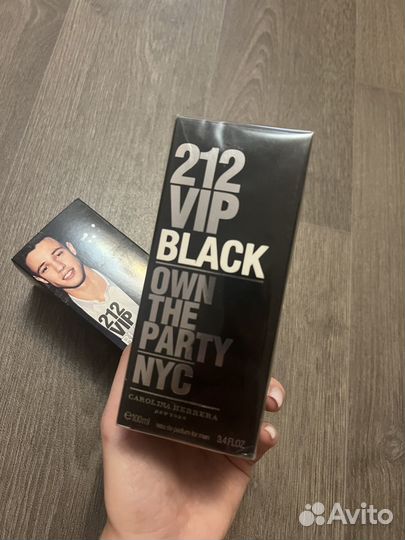 212
VIP
BLACK
OWN
THE
PARTY
NYC
CAROLINA HERRERA
NEW YORK
e100ml
eau de parfum for men
3.4 FL.OZ
212
VIP
Avito